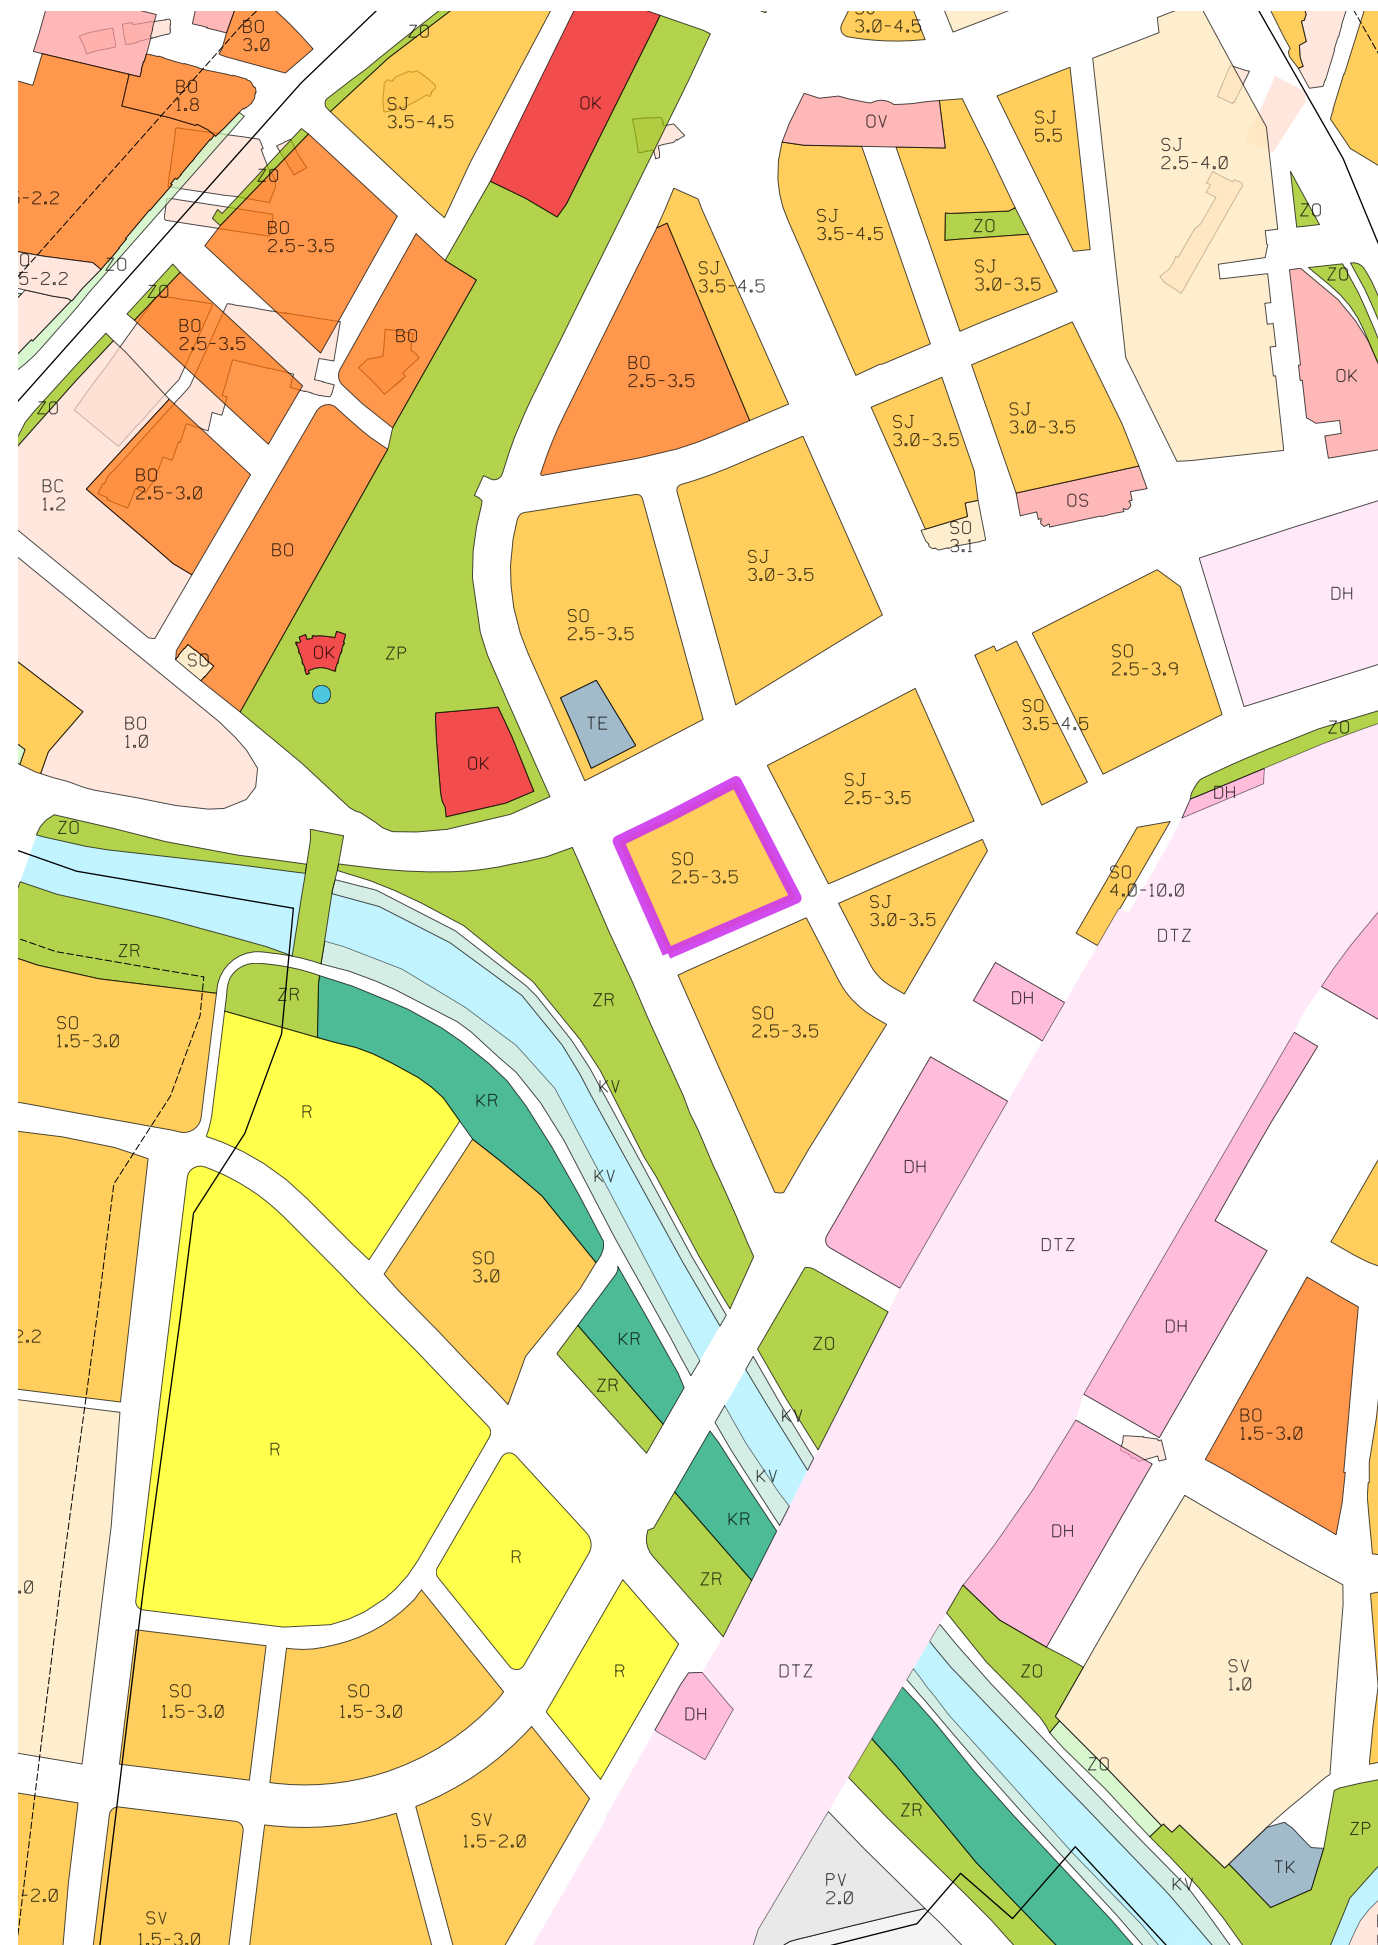 ZO
BO
3.0
3.0-4.5
BO
1.8
SJ
3.5-4.5
OK
OV
SJ
5.5
SJ
2.5-4.0
ZO
-2.2
BO
2.5-3.5
SJ
3.5-4.5
ZO
ZO
5-2.2
ZO
SJ
3.5-4.5
SJ
3.0-3.5
ZO
ZO
BO
2.5-3.5
BO
BO
2.5-3.5
OK
ZO
SJ
3.0-3.5
SJ
3.0-3.5
BC
1.2
BO
2.5-3.0
OS
SO
3.1
BO
SJ
3.0-3.5
DH
SO
2.5-3.5
SO
OK
ZP
SO
2.5-3.9
BO
1.0
TE
SO
3.5-4.5
ZO
OK
SJ
2.5-3.5
DH
ZO
SO
2.5-3.5
SO
4.0-10.0
SJ
3.0-3.5
DTZ
ZR
ZR
ZR
DH
SO
1.5-3.0
SO
2.5-3.5
R
KR
KV
KV
DH
DTZ
SO
3.0
2.2
KR
ZO
DH
ZR
KV
BO
1.5-3.0
R
KV
KR
DH
R
ZR
.0
R
DTZ
ZO
SV
1.0
SO
1.5-3.0
SO
1.5-3.0
DH
ZO
ZR
SV
1.5-2.0
ZP
PV
2.0
TK
KV
-2.0
SV
1.5-3.0